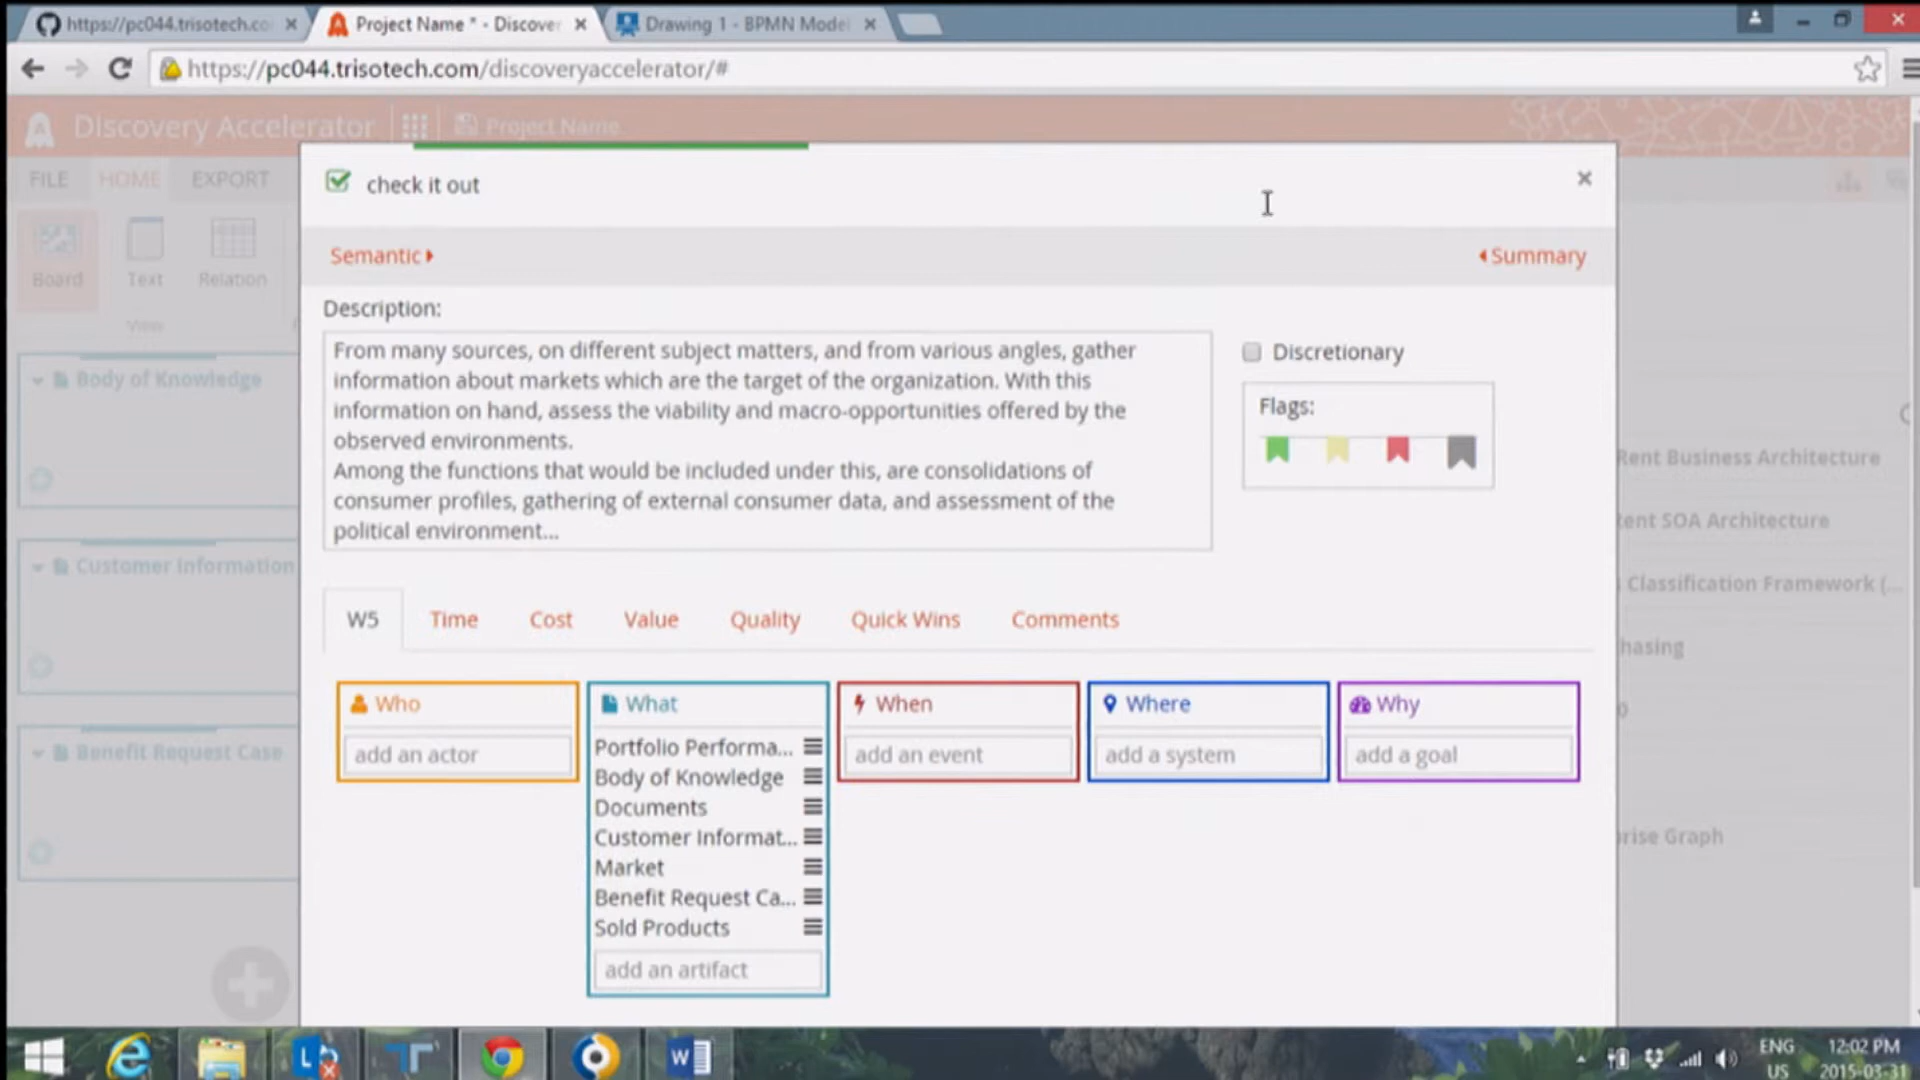 https://pc044.trisotech.co
Project Name * - Discover
Drawing 1 - BPMN Model
https://pc044.trisotech.com/discoveryaccelerator/#
Discovery Accelerator
Project Name
FILE
HOME
EXPORT
Board
Text
Relation
View
Body of Knowledge
Customer Information
Benefit Request Case
check it out
Semantic
Summary
Description:
From many sources, on different subject matters, and from various angles, gather
information about markets which are the target of the organization. With this
information on hand, assess the viability and macro-opportunities offered by the
observed environments.
Among the functions that would be included under this, are consolidations of
consumer profiles, gathering of external consumer data, and assessment of the
political environment...
Discretionary
Flags:
W5
Time
Cost
Value
Quality
Quick Wins
Comments
Who
add an actor
What
Portfolio Performa...
Body of Knowledge
Documents
Customer Informat...
Market
Benefit Request Ca...
Sold Products
add an artifact
When
add an event
Where
add a system
Why
add a goal
Business Architecture
SOA Architecture
Classification Framework (...
hasing
Graph
ENG
US
12:02 PM
2015-03-31